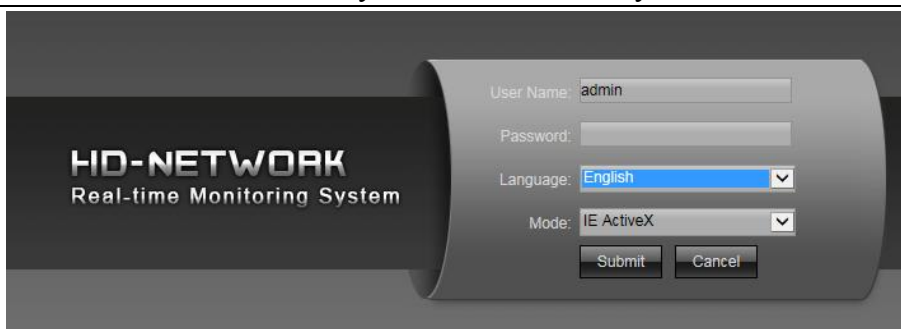 User Name: admin
Password:
HD-NETWORK
Real-time Monitoring System
Language: English
Mode: IE ActiveX
Submit Cancel